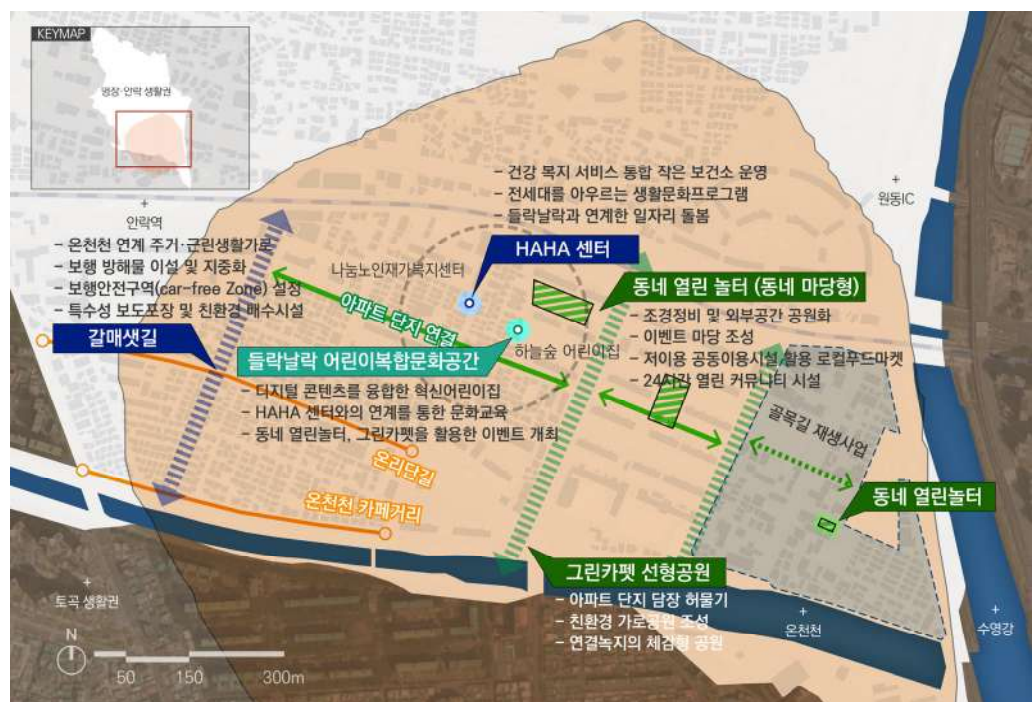 KEYMAP
명장·안락 생활권
- 건강 복지 서비스 통합 작은 보건소 운영
- 전세대를 아우르는 생활문화프로그램
- 들락날락과 연계한 일자리 돌봄
HAHA 센터
+
원동IC
+
안락역
- 온천천 연계 주거·근린생활가로
- 보행 방해물 이설 및 지중화
- 보행안전구역(car-free Zone) 설정
- 특수성 보도포장 및 친환경 배수시설
갈매샛길
나눔노인재가복지센터
아파트 단지 연결
동네 열린 놀터 (동네 마당형)
- 조경정비 및 외부공간 공원화
- 이벤트 마당 조성
- 저이용 공동이용시설 활용 로컬푸드마켓
- 24시간 열린 커뮤니티 시설
들락날락 어린이복합문화공간
하늘숲 어린이집
- 디지털 콘텐츠를 융합한 혁신어린이집
- HAHA 센터와의 연계를 통한 문화교육
- 동네 열린놀터, 그린카펫을 활용한 이벤트 개최
골목길 재생사업
온리단길
온천천 카페거리
동네 열린놀터
그린카펫 선형공원
- 아파트 단지 담장 허물기
- 친환경 가로공원 조성
- 연결녹지의 체감형 공원
+
토곡 생활권
+
온천천
+
수영강
N
50
150
300m